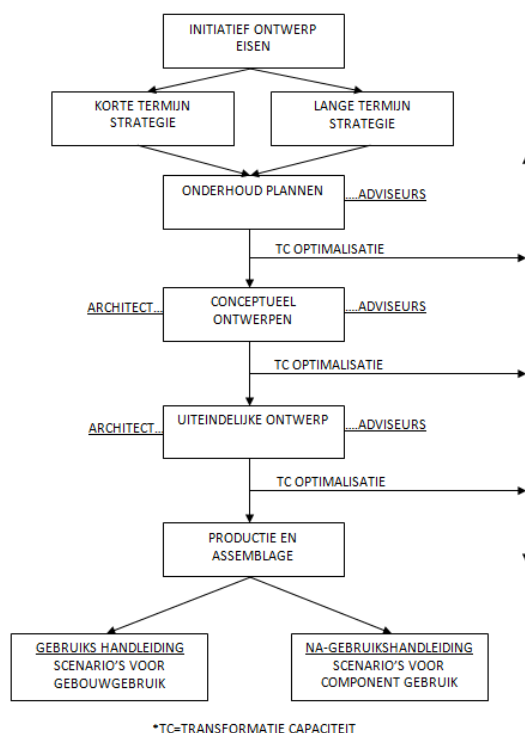 INITIATIEF ONTWERP
EISEN
KORTE TERMIJN
STRATEGIE
LANGE TERMIJN
STRATEGIE
ONDERHOUD PLANNEN
....ADVISEURS
TC OPTIMALISATIE
ARCHITECT...
CONCEPTUEEL
ONTWERPEN
....ADVISEURS
TC OPTIMALISATIE
ARCHITECT...
UITEINDELIJKE ONTWERP
....ADVISEURS
TC OPTIMALISATIE
PRODUCTIE EN
ASSEMBLAGE
GEBRUIKS HANDLEIDING
SCENARIO'S VOOR
GEBOUWGEBRUIK
NA-GEBRUIKSHANDLEIDING
SCENARIO'S VOOR
COMPONENT GEBRUIK
*TC=TRANSFORMATIE CAPACITEIT